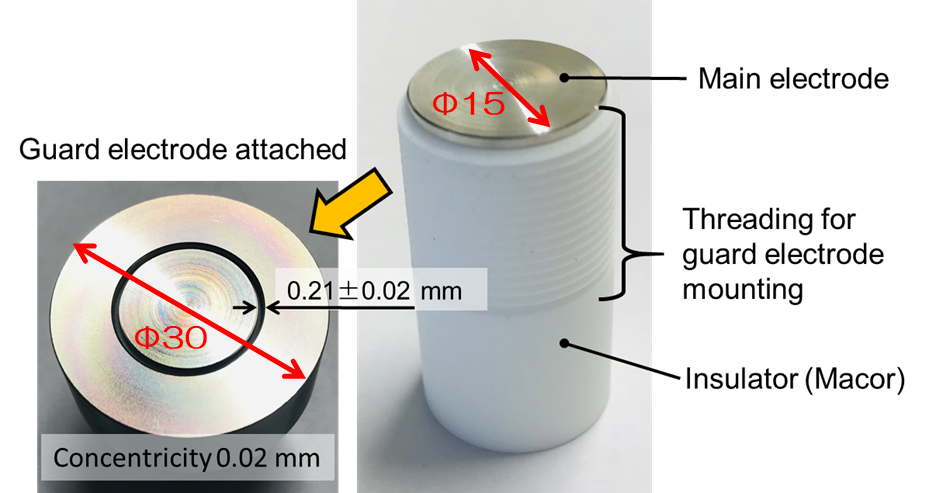 Main electrode
Φ15
Guard electrode attached
Threading for
guard electrode
mounting
0.21±0.02 mm
Φ30
Insulator (Macor)
Concentricity 0.02 mm